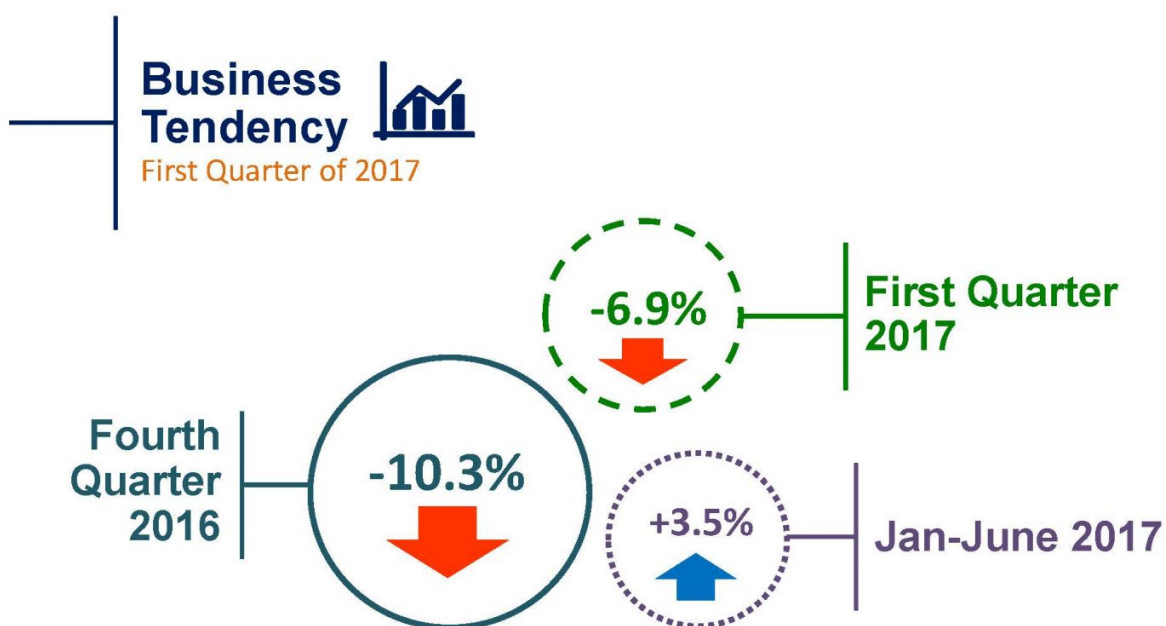 Business
Tendency
First Quarter of 2017
-6.9%
First Quarter
2017
Fourth
Quarter
2016
-10.3%
+3.5%
Jan-June 2017